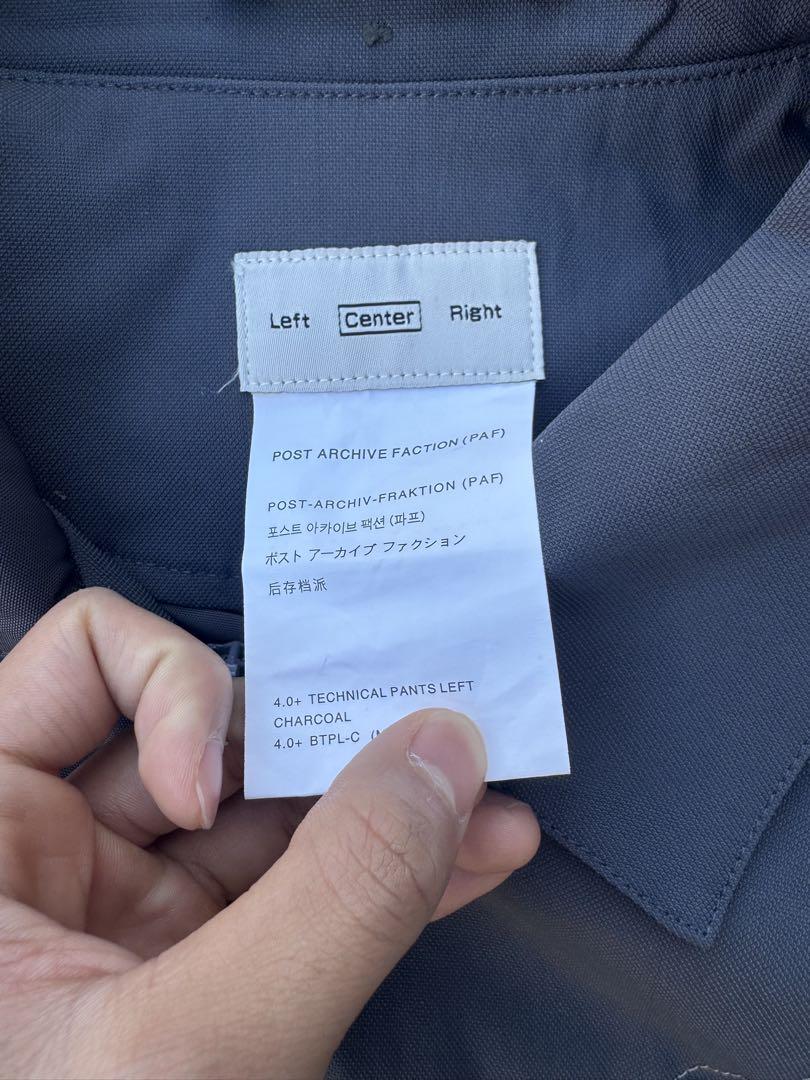 Left Center Right
POST ARCHIVE FACTION (PAF)
POST-ARCHIV-FRAKTION (PAF)
포스트 아카이브 팩션 (파프)
ポスト アーカイブ ファクション
后存档派
4.0+ TECHNICAL PANTS LEFT
CHARCOAL
4.0+ BTPL-C